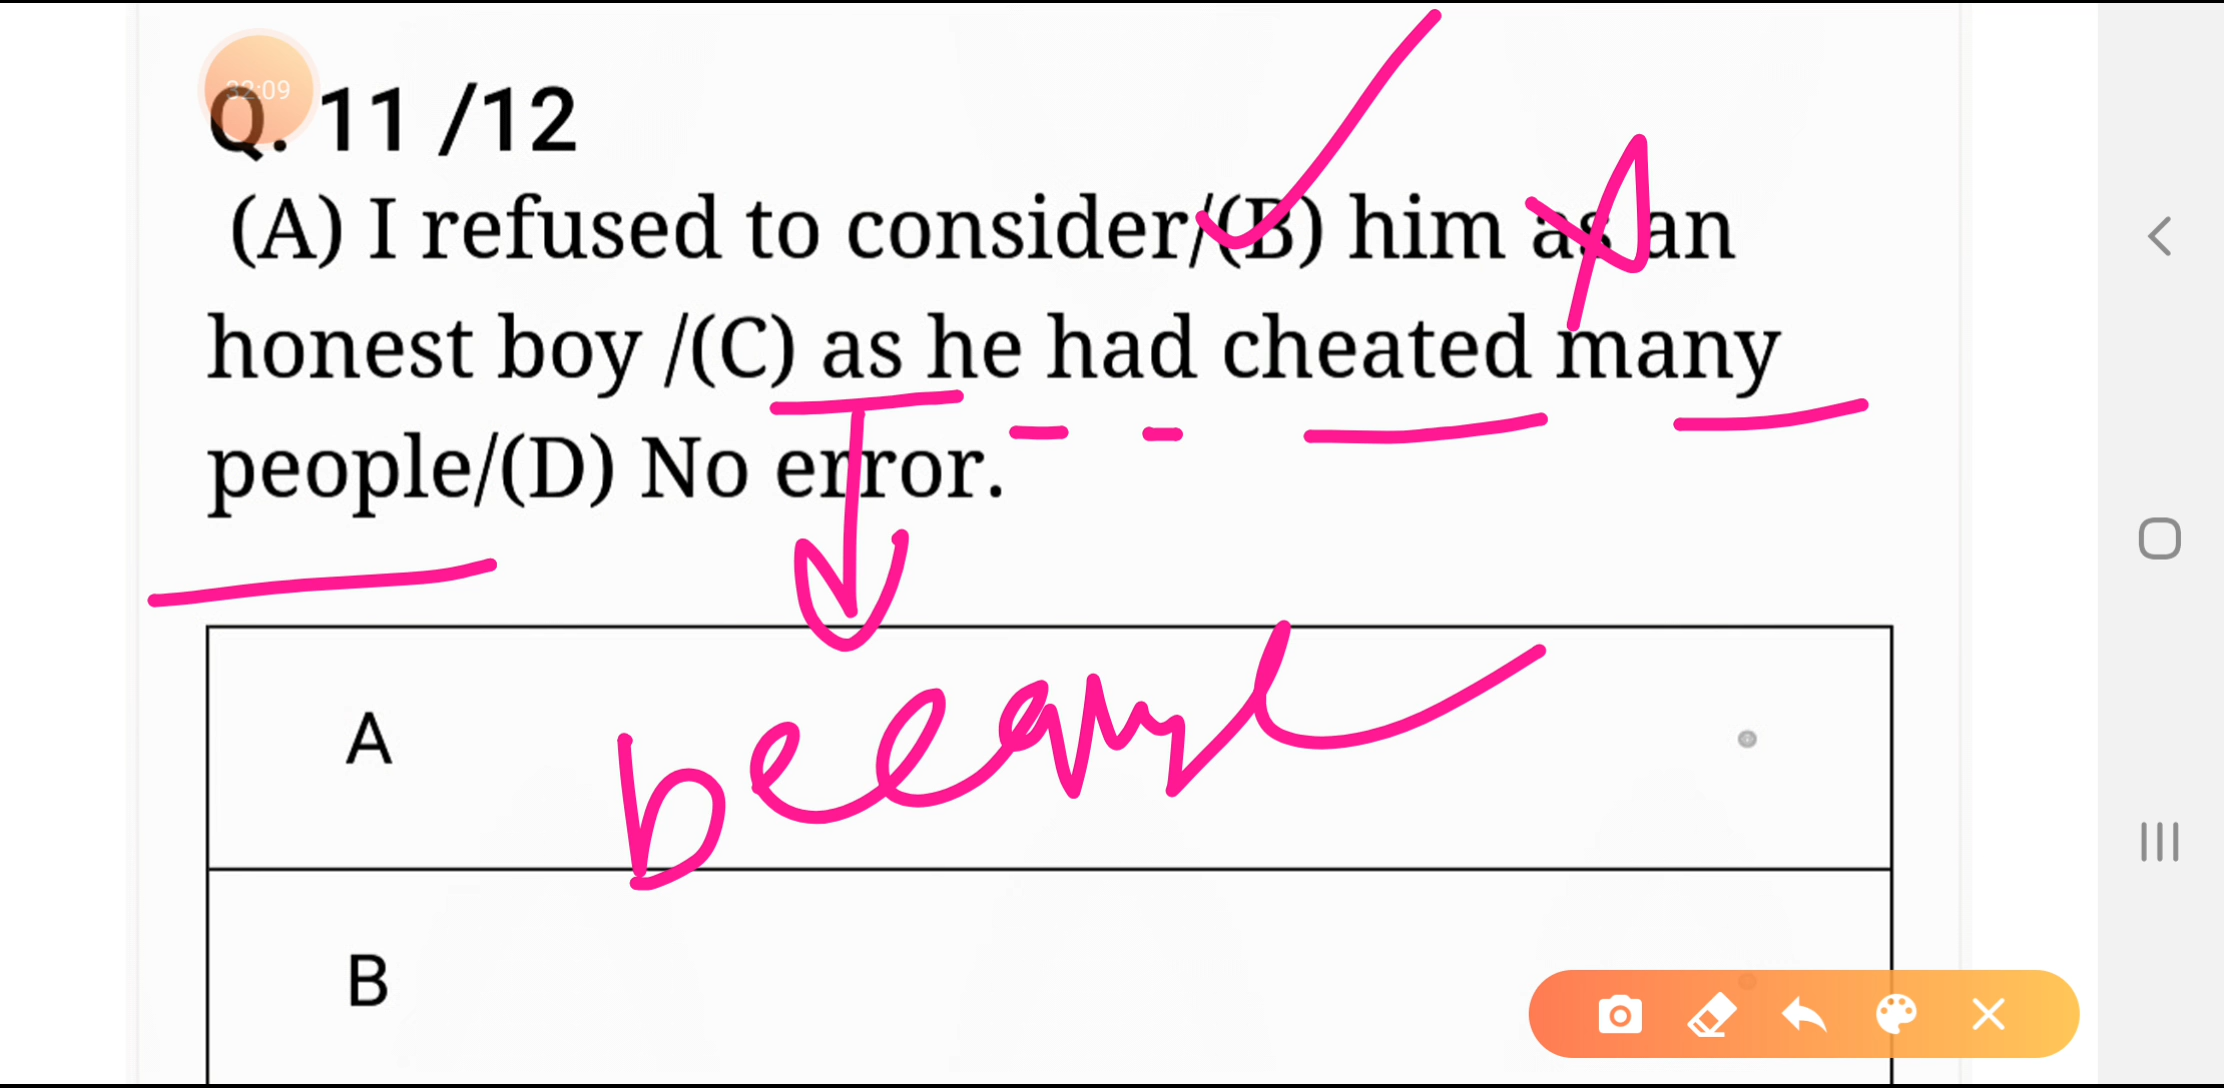 32:09
Q. 11 /12
(A) I refused to consider/(B) him as an
honest boy /(C) as he had cheated many
people/(D) No error.
A
B